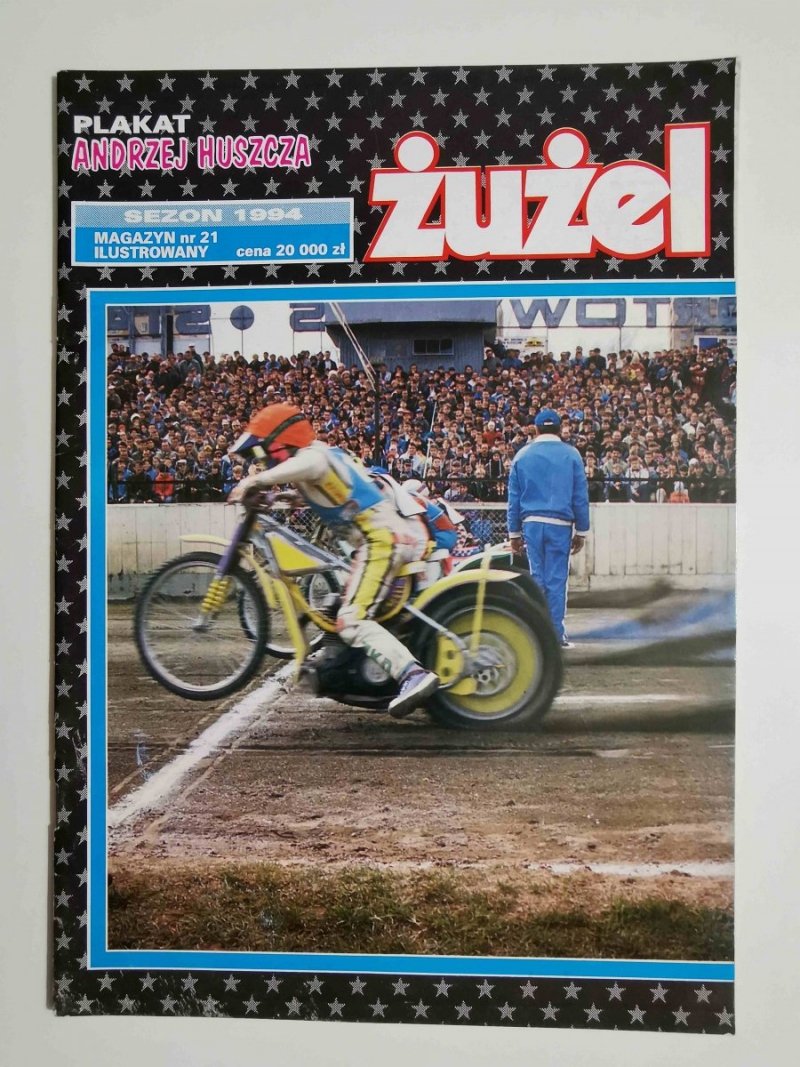 PLAKAT
ANDRZEJ HUSZCZA
żużel
SEZON 1994
MAGAZYN nr 21
ILUSTROWANY cena 20 000 zł